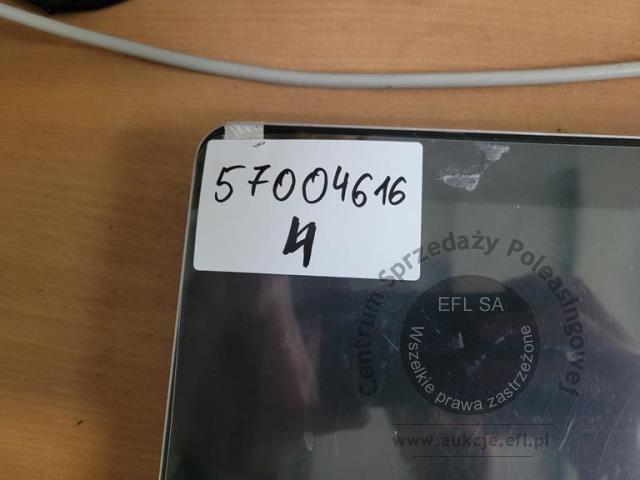 57004616
4
Centrum Sprzedaży Poleasingowej
EFL SA
Wszelkie prawa zastrzeżone
www.aukcje.efl.pl